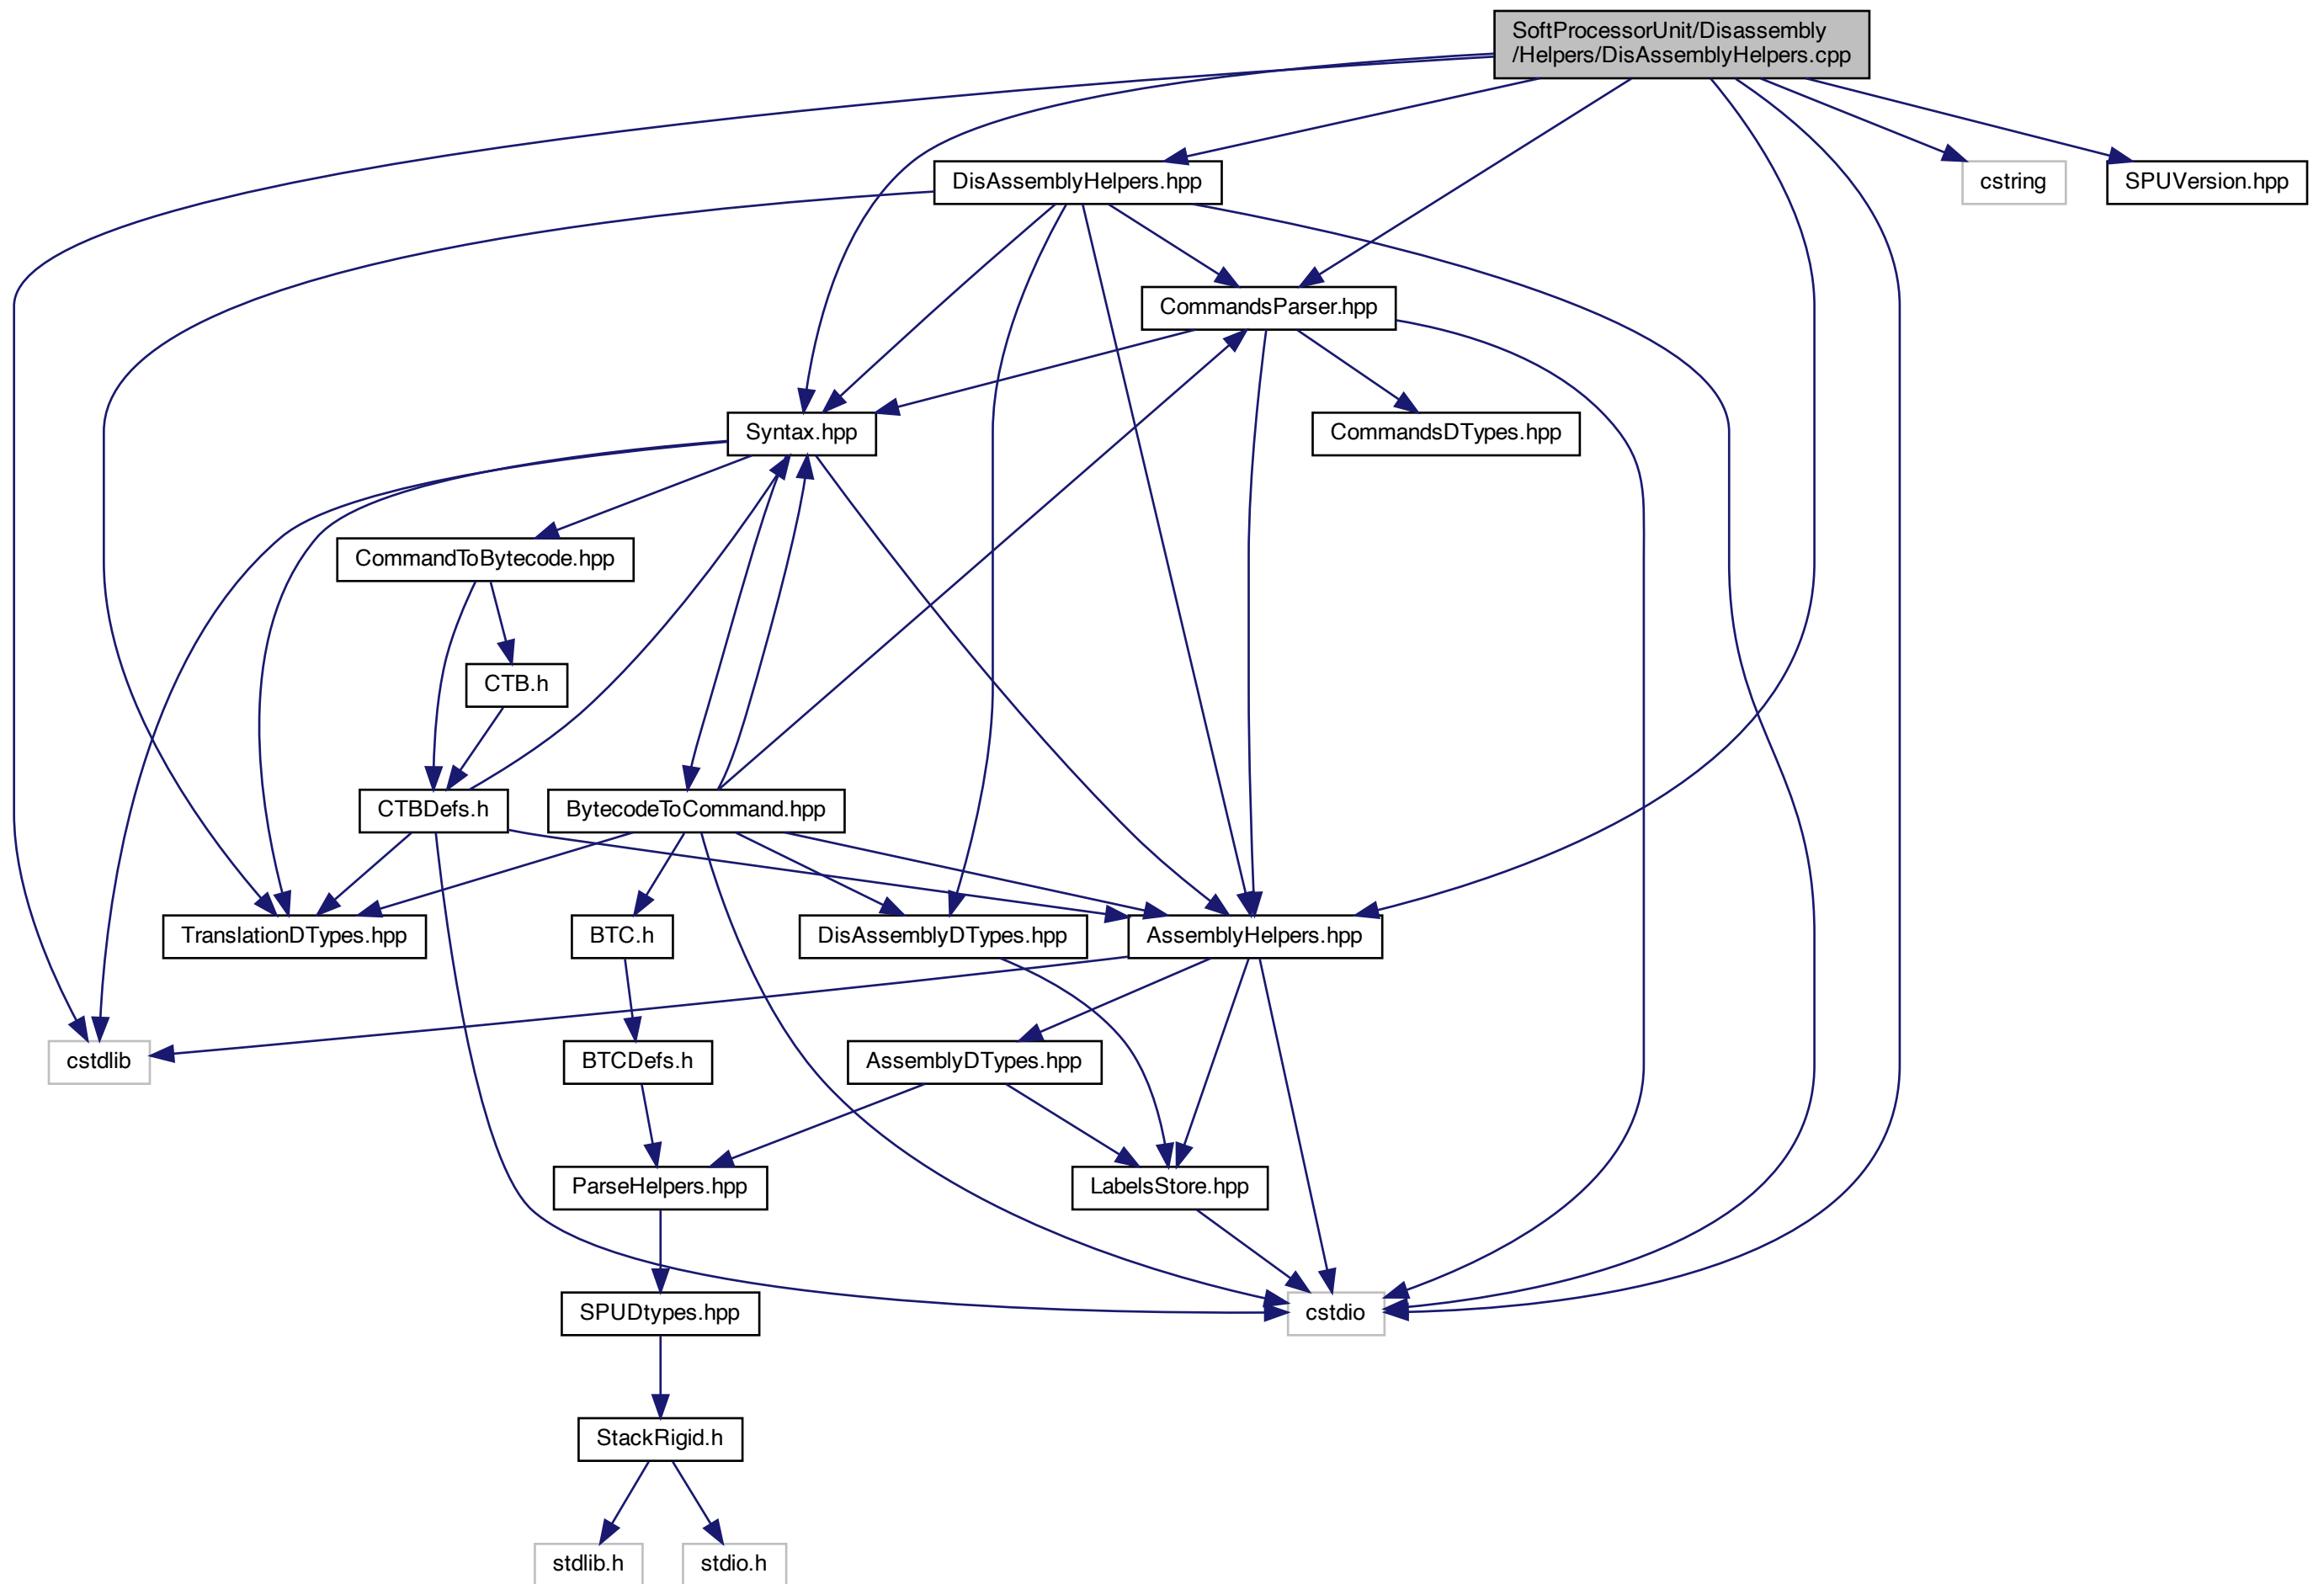 SoftProcessorUnit/Disassembly
/Helpers/DisAssemblyHelpers.cpp
DisAssemblyHelpers.hpp
cstring
SPUVersion.hpp
CommandsParser.hpp
Syntax.hpp
CommandsDTypes.hpp
CommandToBytecode.hpp
CTB.h
CTBDefs.h
BytecodeToCommand.hpp
TranslationDTypes.hpp
BTC.h
DisAssemblyDTypes.hpp
AssemblyHelpers.hpp
cstdlib
BTCDefs.h
AssemblyDTypes.hpp
ParseHelpers.hpp
LabelsStore.hpp
SPUDtypes.hpp
cstdio
StackRigid.h
stdlib.h
stdio.h